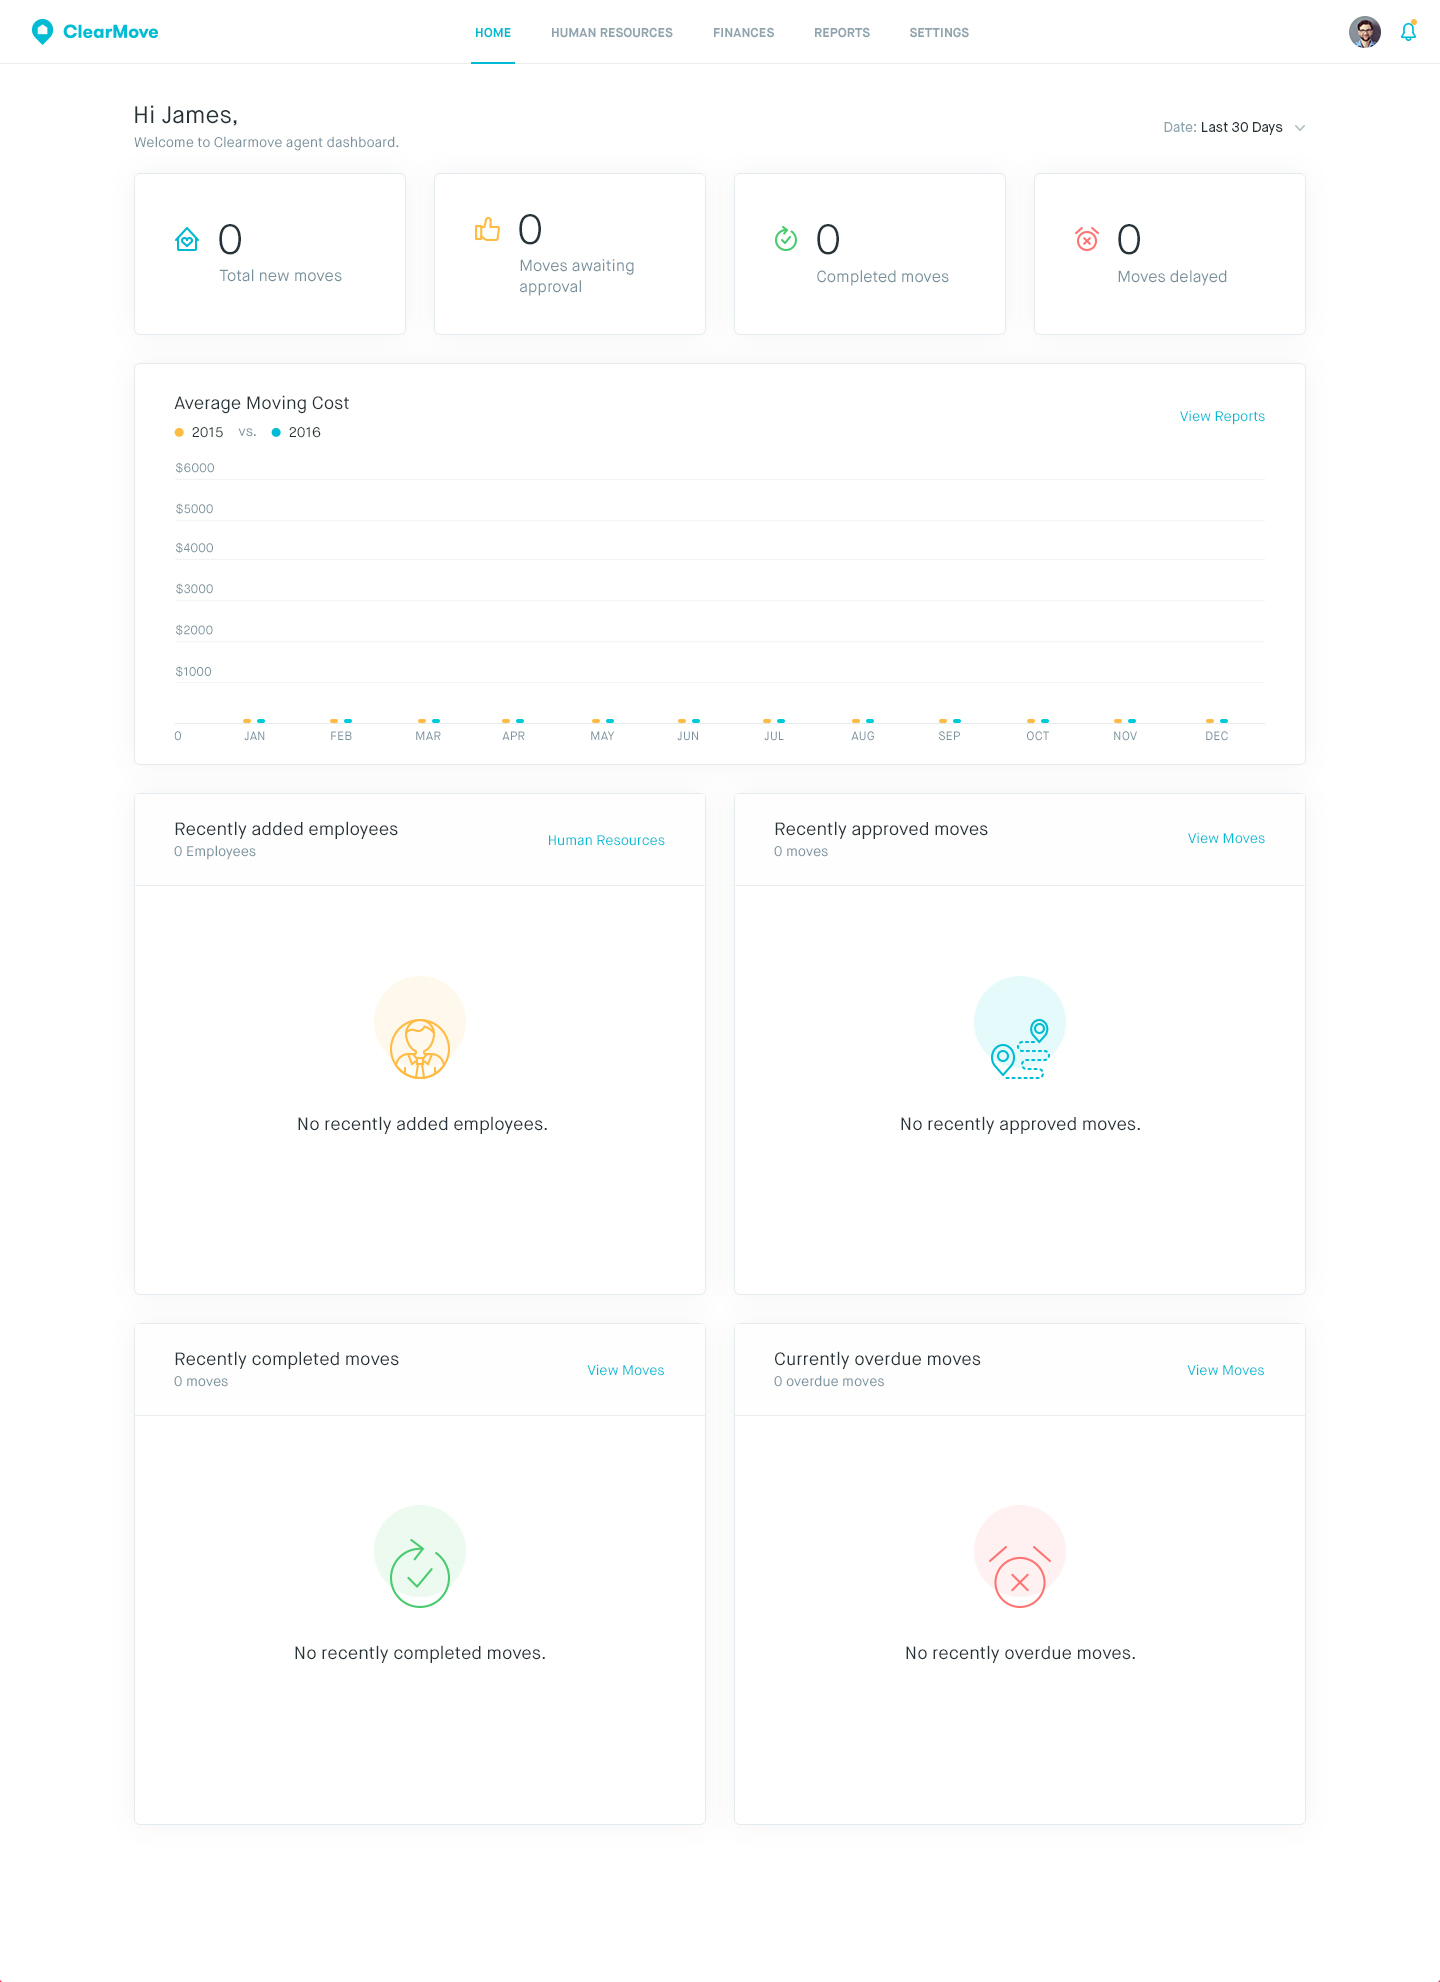 ClearMove
HOME
HUMAN RESOURCES
FINANCES
REPORTS
SETTINGS
Hi James,
Welcome to Clearmove agent dashboard.
Date: Last 30 Days
0
Total new moves
0
Moves awaiting
approval
0
Completed moves
0
Moves delayed
Average Moving Cost
2015 vs. 2016
View Reports
$6000
$5000
$4000
$3000
$2000
$1000
0 JAN FEB MAR APR MAY JUN JUL AUG SEP OCT NOV DEC
Recently added employees
0 Employees
Human Resources
No recently added employees.
Recently approved moves
0 moves
View Moves
No recently approved moves.
Recently completed moves
0 moves
View Moves
No recently completed moves.
Currently overdue moves
0 overdue moves
View Moves
No recently overdue moves.